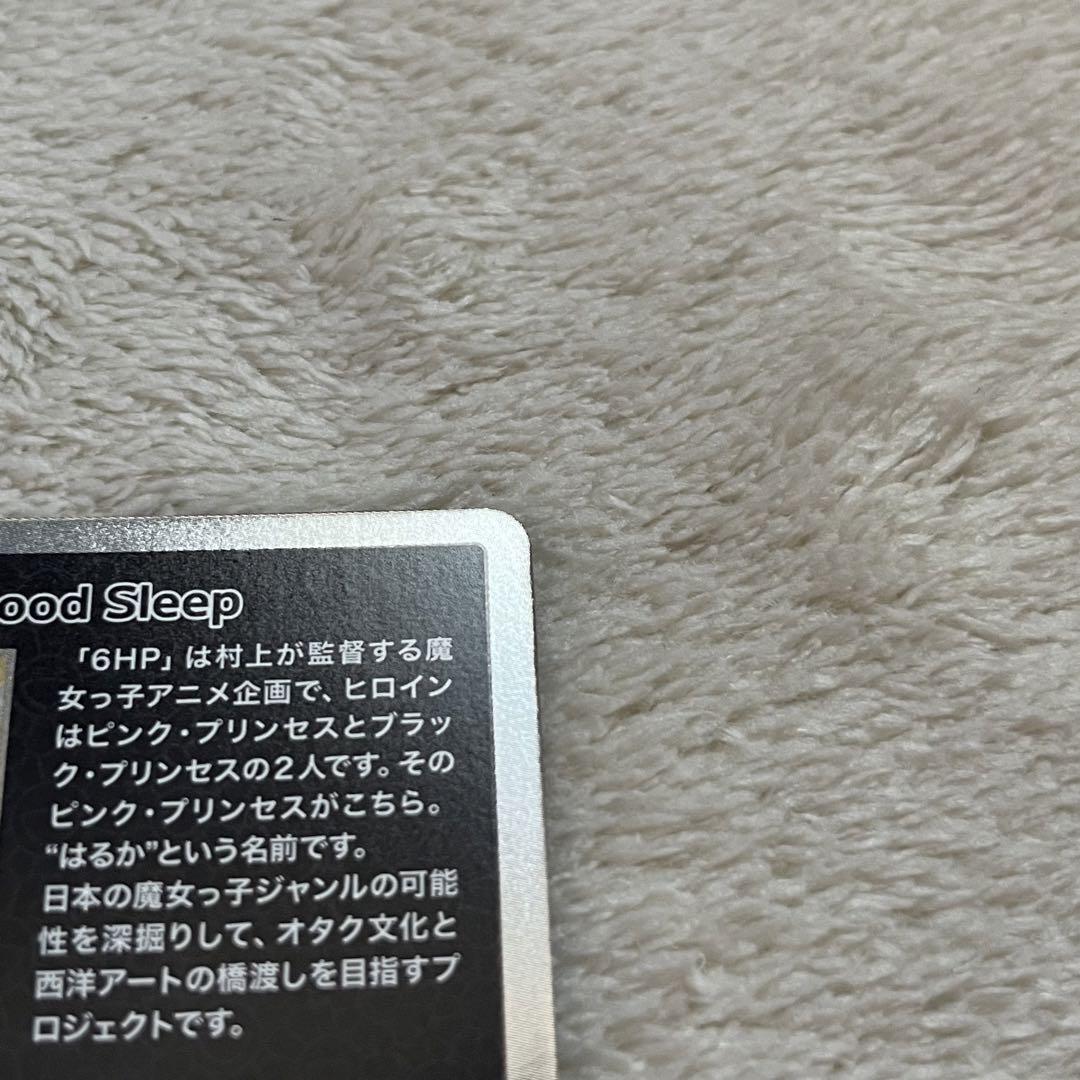 ood Sleep
「6HP」は村上が監督する魔
女っ子アニメ企画で、ヒロイン
はピンク・プリンセスとブラッ
ク・プリンセスの2人です。その
ピンク・プリンセスがこちら。
“はるか”という名前です。
日本の魔女っ子ジャンルの可能
性を深掘りして、オタク文化と
西洋アートの橋渡しを目指すプ
ロジェクトです。